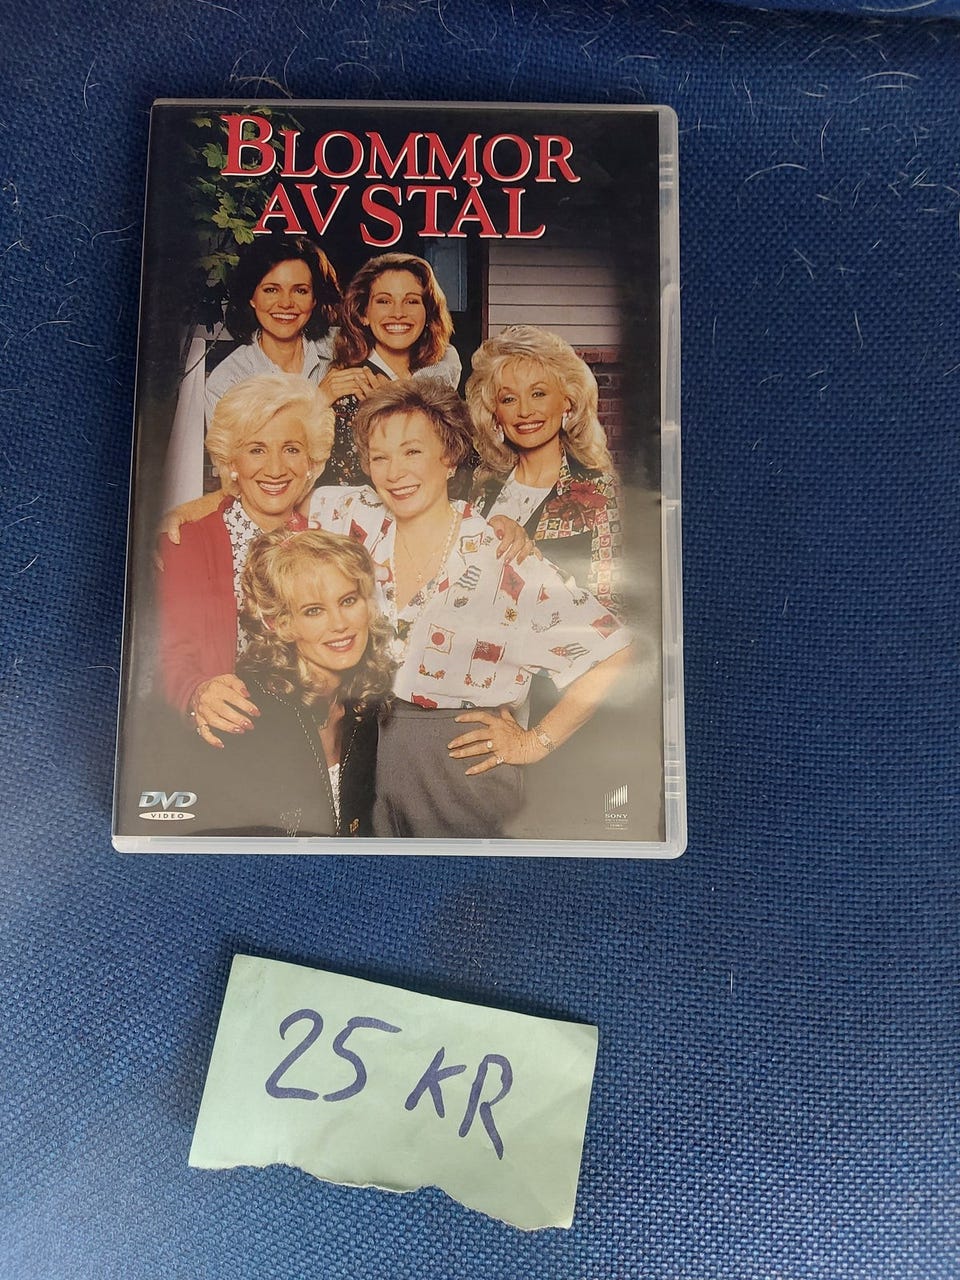 BLOMMOR
AV STÅL
DVD
VIDEO
SONY
25 KR